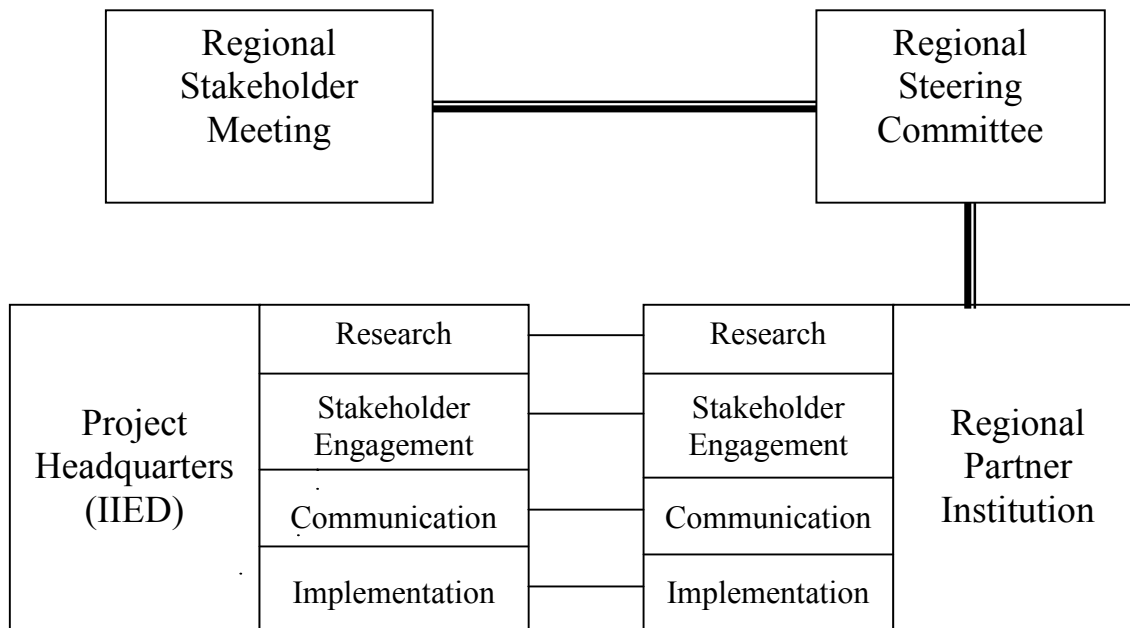 Regional
Stakeholder
Meeting
Regional
Steering
Committee
Project
Headquarters
(IIED)
Research
Stakeholder
Engagement
Communication
Implementation
Research
Stakeholder
Engagement
Communication
Implementation
Regional
Partner
Institution